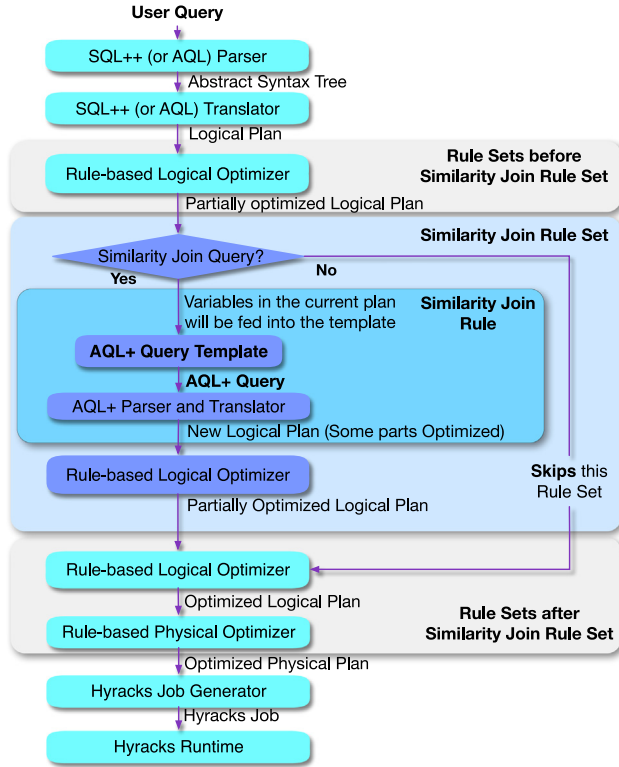 User Query
SQL++ (or AQL) Parser
Abstract Syntax Tree
SQL++ (or AQL) Translator
Logical Plan
Rule Sets before
Similarity Join Rule Set
Rule-based Logical Optimizer
Partially optimized Logical Plan
Similarity Join Rule Set
Similarity Join Query?
Yes
No
Variables in the current plan
will be fed into the template
Similarity Join
Rule
AQL+ Query Template
AQL+ Query
AQL+ Parser and Translator
New Logical Plan (Some parts Optimized)
Rule-based Logical Optimizer
Skips this
Rule Set
Partially Optimized Logical Plan
Rule-based Logical Optimizer
Optimized Logical Plan
Rule Sets after
Similarity Join Rule Set
Rule-based Physical Optimizer
Optimized Physical Plan
Hyracks Job Generator
Hyracks Job
Hyracks Runtime